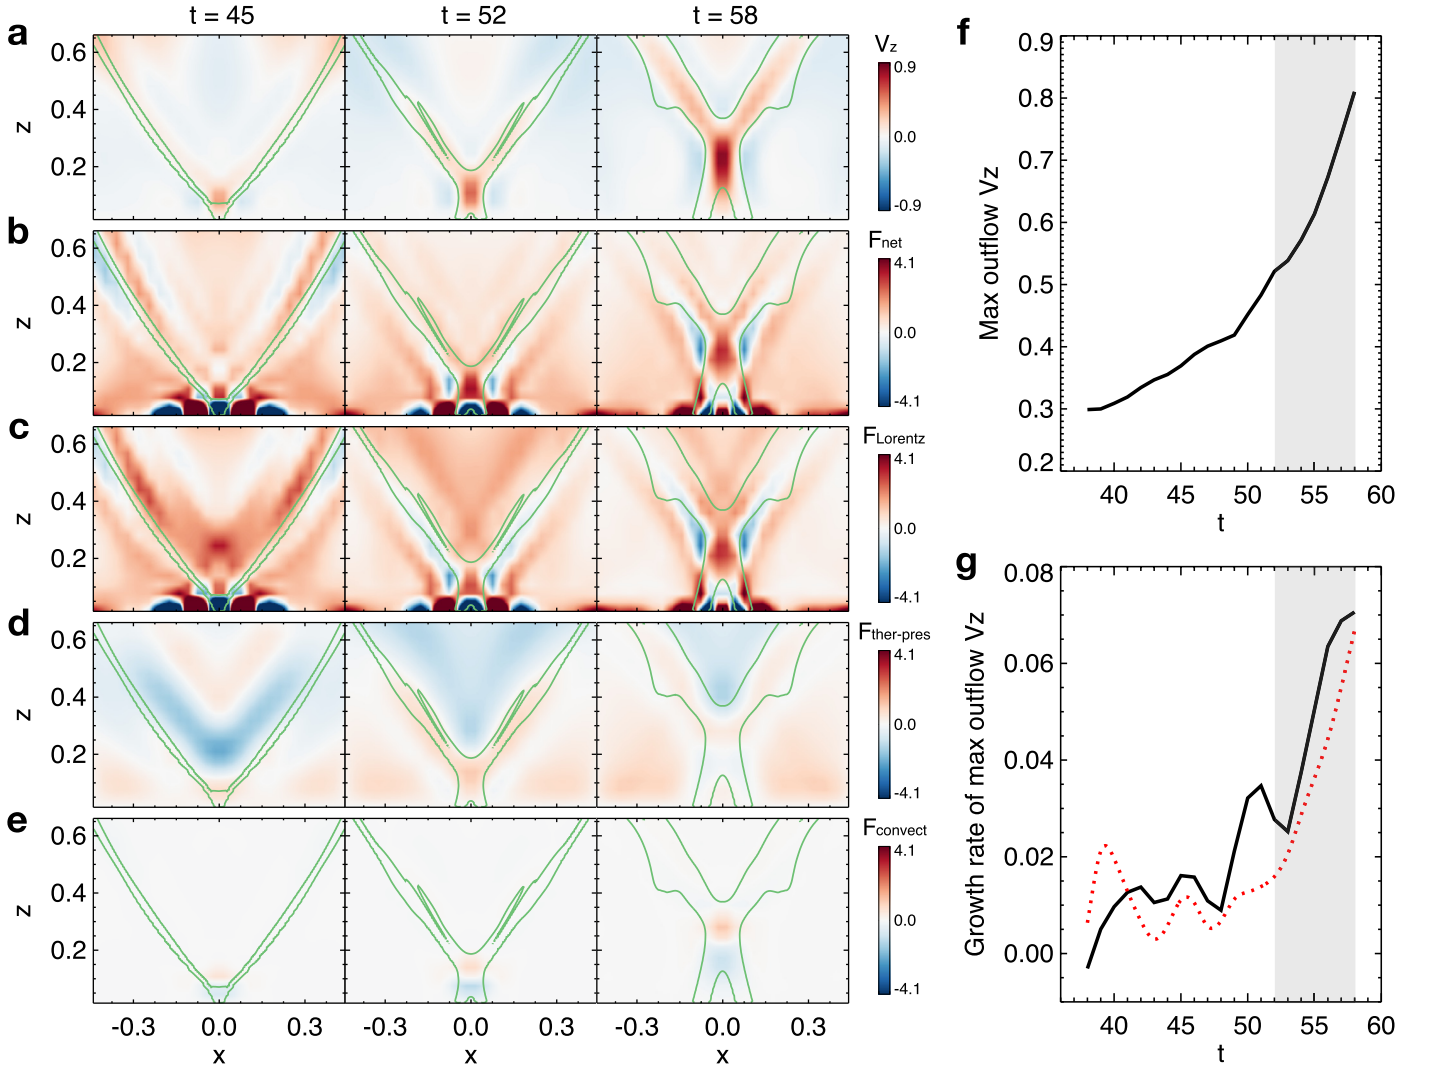 t = 45 t = 52 t = 58
a
0.6
0.4
0.2
z
Vz
0.9
0.0
-0.9
b
0.6
0.4
0.2
z
Fnet
4.1
0.0
-4.1
c
0.6
0.4
0.2
z
FLorentz
4.1
0.0
-4.1
d
0.6
0.4
0.2
z
Fther-pres
4.1
0.0
-4.1
e
0.6
0.4
0.2
z
Fconvect
4.1
0.0
-4.1
-0.3 0.0 0.3 -0.3 0.0 0.3 -0.3 0.0 0.3
x x x
f
0.9
0.8
0.7
0.6
0.5
0.4
0.3
0.2
Max outflow Vz
40 45 50 55 60
t
g
0.08
0.06
0.04
0.02
0.00
Growth rate of max outflow Vz
40 45 50 55 60
t